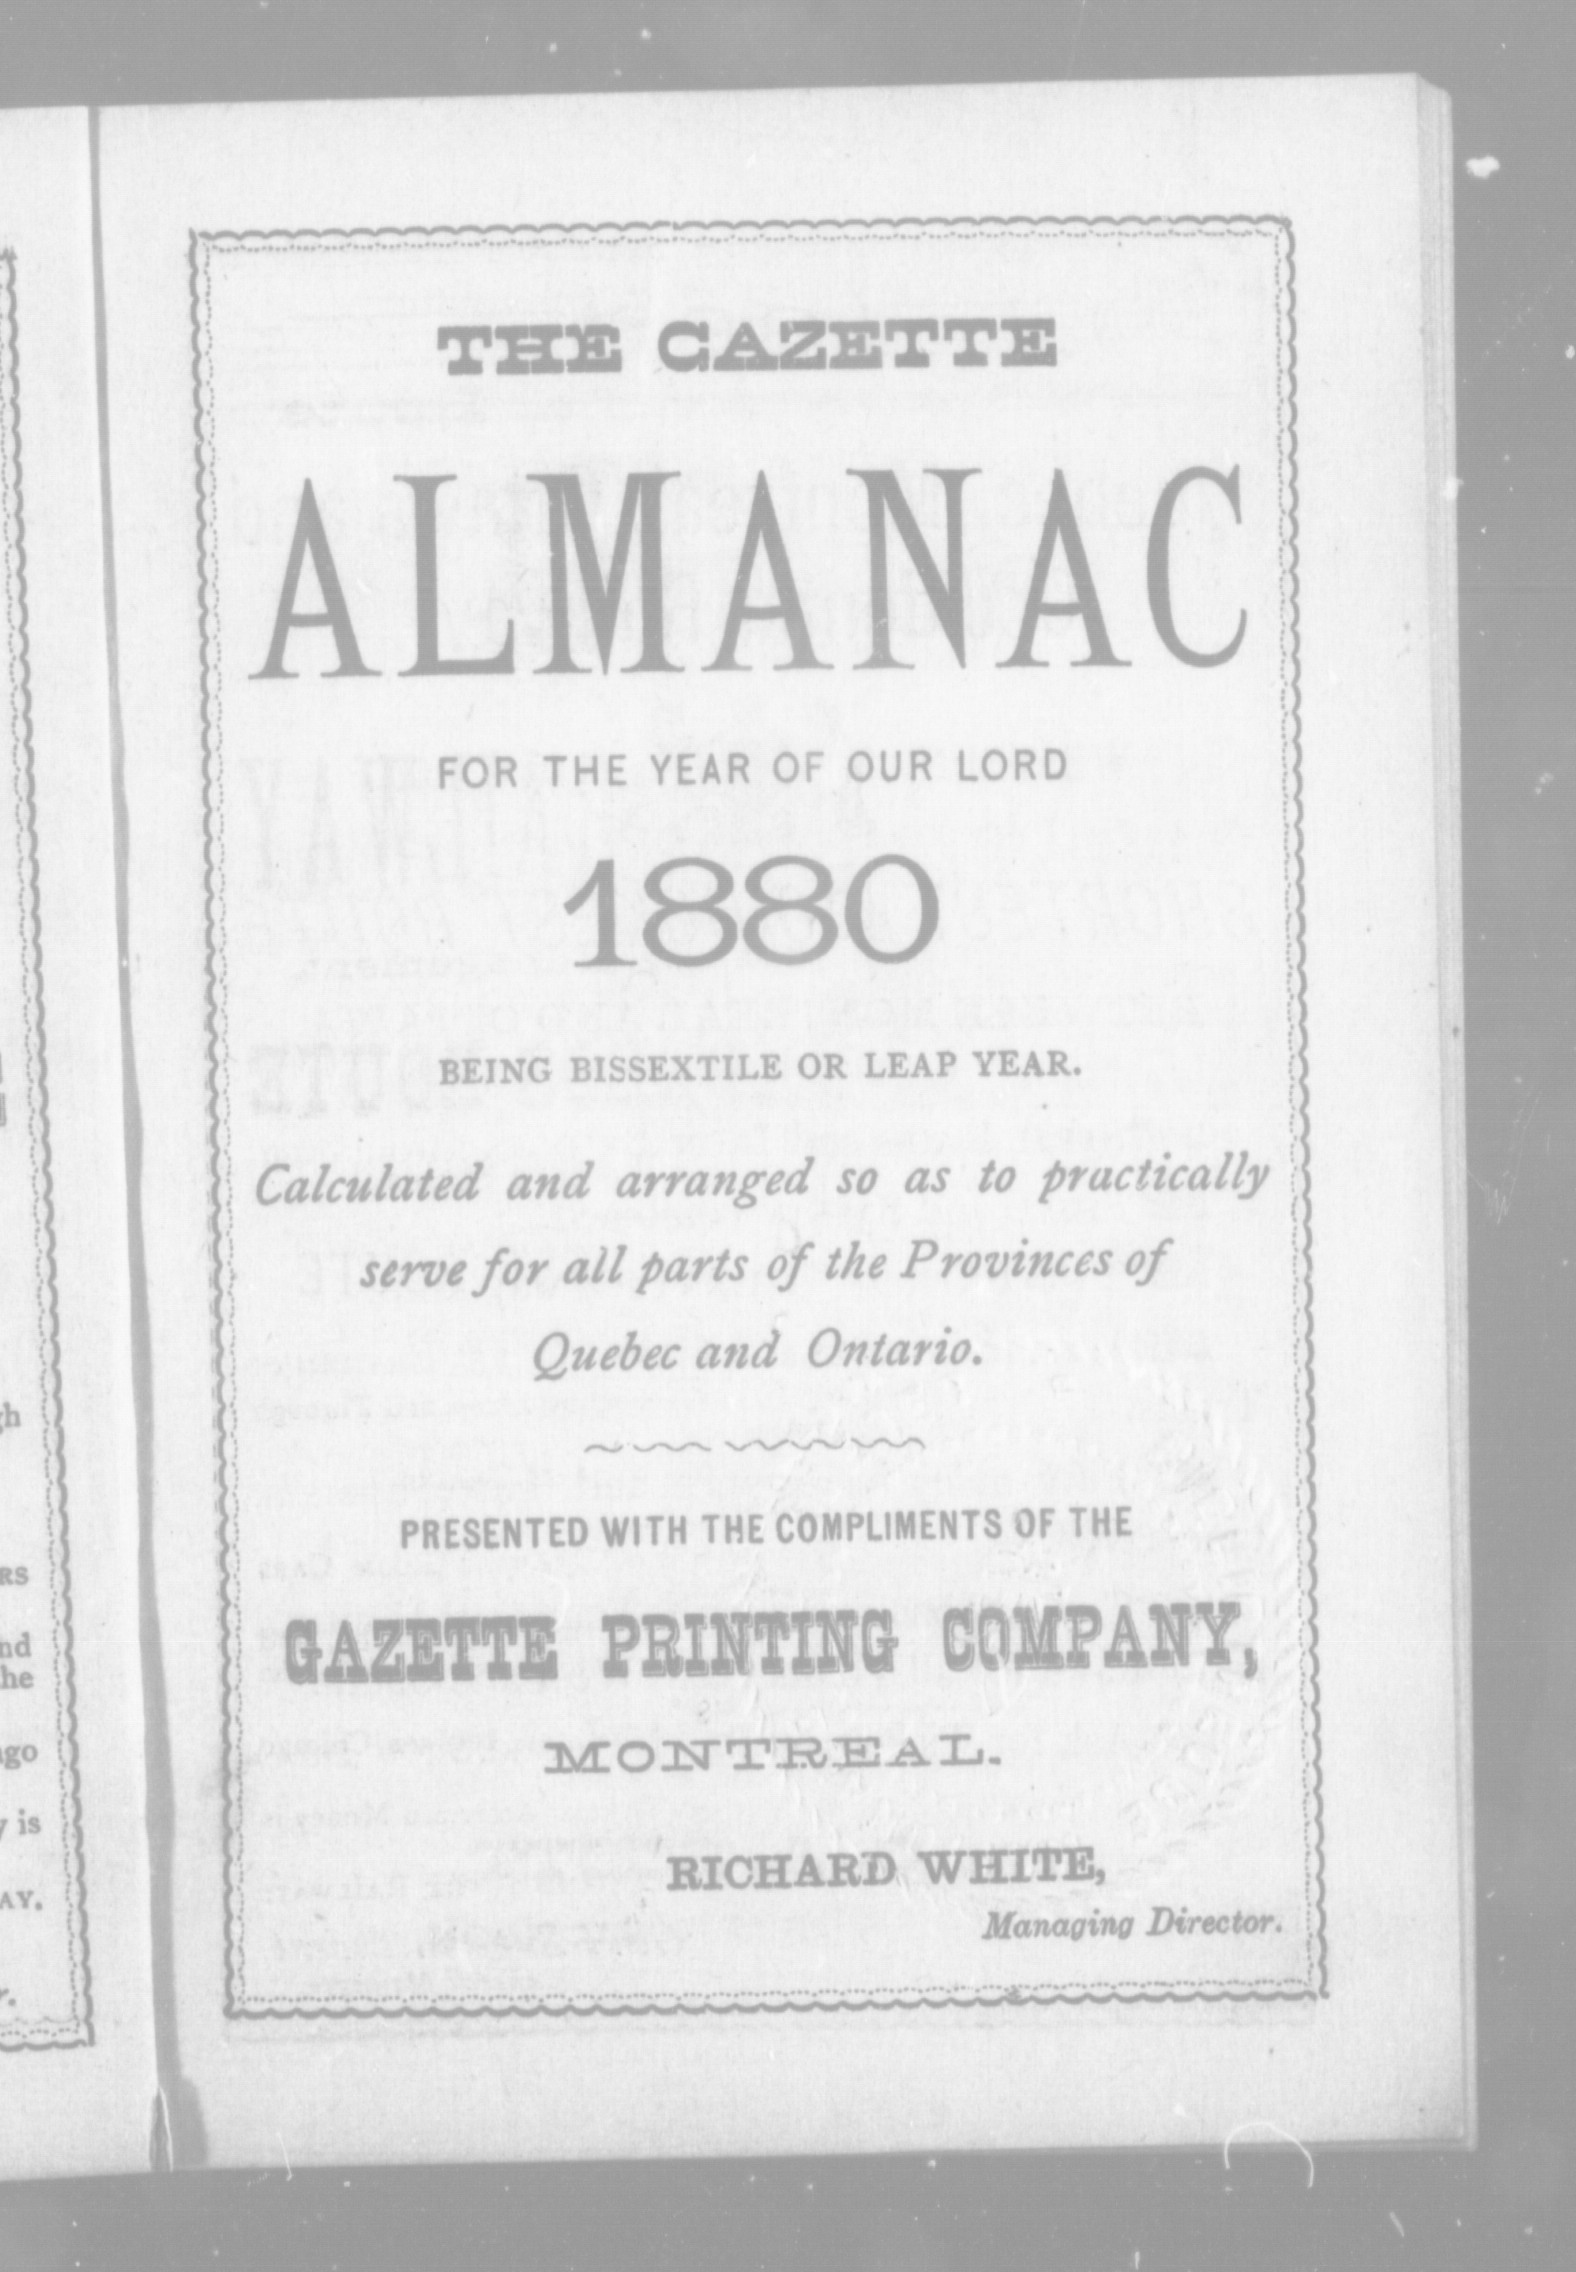 THE GAZETTE
ALMANAC
FOR THE YEAR OF OUR LORD
1880
BEING BISSEXTILE OR LEAP YEAR.
Calculated and arranged so as to practically
serve for all parts of the Provinces of
Quebec and Ontario.
PRESENTED WITH THE COMPLIMENTS OF THE
GAZETTE PRINTING COMPANY,
MONTREAL.
RICHARD WHITE,
Managing Director.